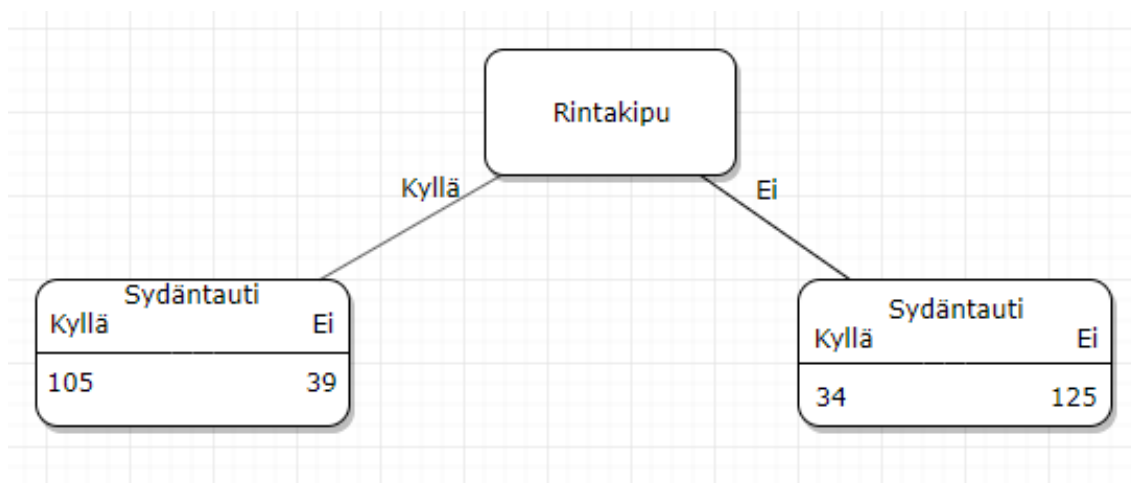 Rintakipu
Kyllä
Ei
Sydäntauti
Kyllä Ei
105 39
Sydäntauti
Kyllä Ei
34 125